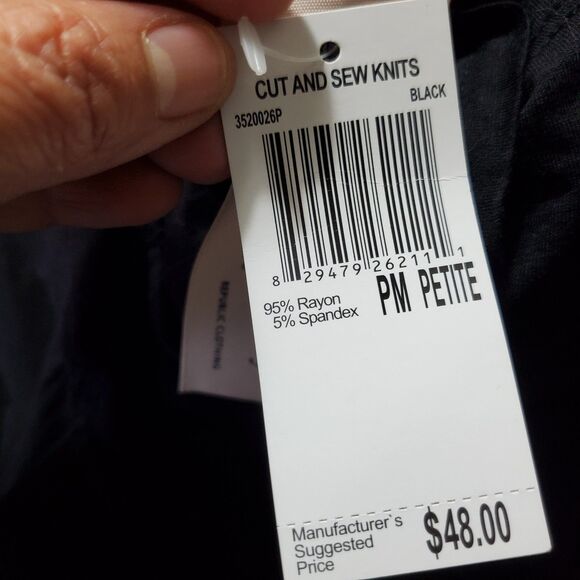 CUT AND SEW KNITS
3520026P BLACK
8 29479 26211 1
95% Rayon
5% Spandex
PM PETITE
REPUBLIC CLOTHING
Manufacturer`s
Suggested
Price
$48.00